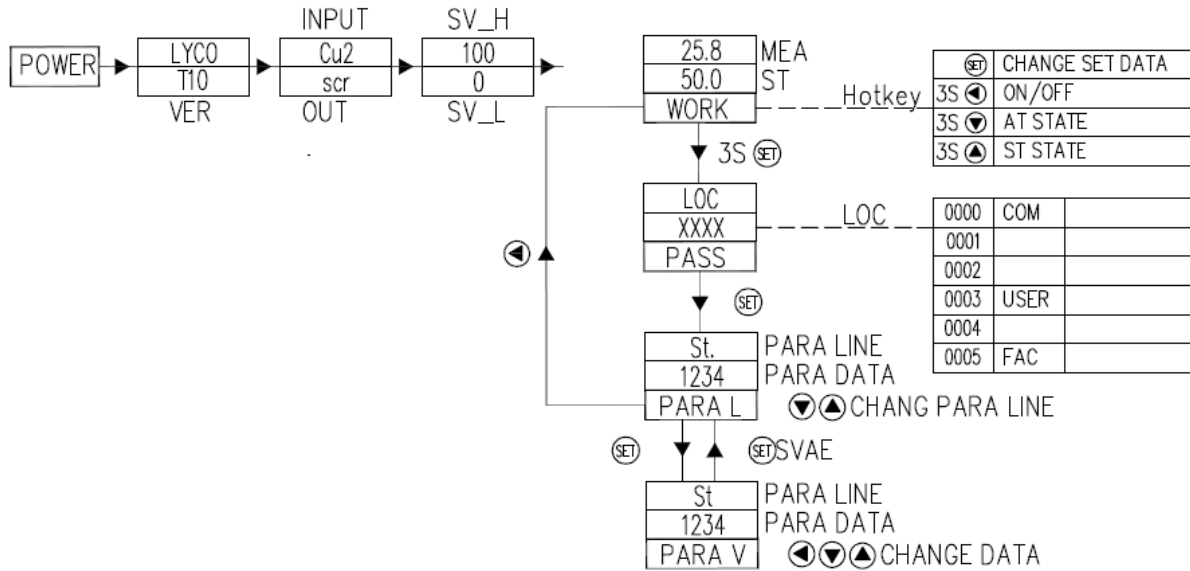 INPUT SV_H
POWER LYCO Cu2 100
T10 scr 0
VER OUT SV_L
25.8 MEA
50.0 ST
WORK Hotkey
SET CHANGE SET DATA
3S ON/OFF
3S AT STATE
3S ST STATE
3S SET
LOC
XXXX
PASS LOC
0000 COM
0001
0002
0003 USER
0004
0005 FAC
SET
St. PARA LINE
1234 PARA DATA
PARA L CHANG PARA LINE
SET SET SVAE
St PARA LINE
1234 PARA DATA
PARA V CHANGE DATA